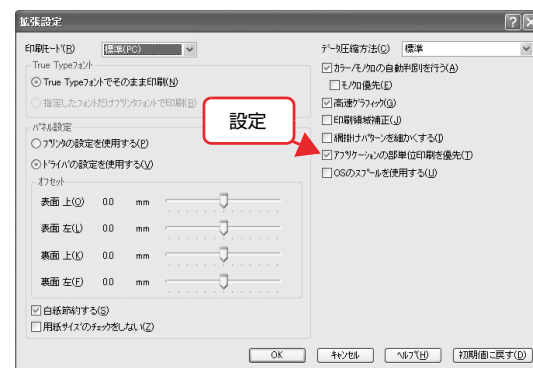 拡張設定
印刷モード(R) 標準(PC)
True Typeフォント
True Typeフォントでそのまま印刷(N)
指定したフォントだけプリンタフォントで印刷(B)
パネル設定
プリンタの設定を使用する(P)
ドライバの設定を使用する(V)
オフセット
表面 上(O) 0.0 mm
表面 左(L) 0.0 mm
裏面 上(K) 0.0 mm
裏面 左(F) 0.0 mm
白紙節約する(S)
用紙サイズのチェックをしない(Z)
設定
データ圧縮方法(C) 標準
カラー/モノクロの自動判別を行う(A)
モノクロ優先(E)
高速グラフィック(G)
印刷領域補正(J)
網掛けパターンを細かくする(I)
アプリケーションの部単位印刷を優先(T)
OSのスプールを使用する(U)
OK キャンセル ヘルプ(H) 初期値に戻す(D)